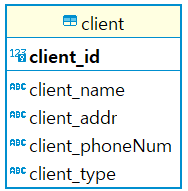 client
123 client_id
ABC client_name
ABC client_addr
ABC client_phoneNum
ABC client_type